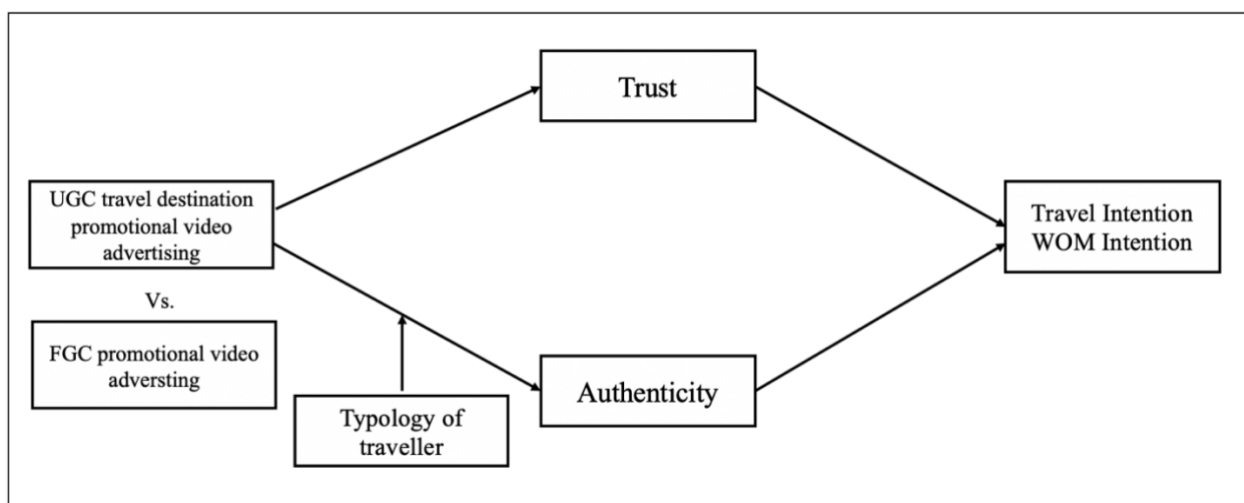 Trust
UGC travel destination
promotional video
advertising
Vs.
FGC promotional video
adversting
Typology of
traveller
Authenticity
Travel Intention
WOM Intention